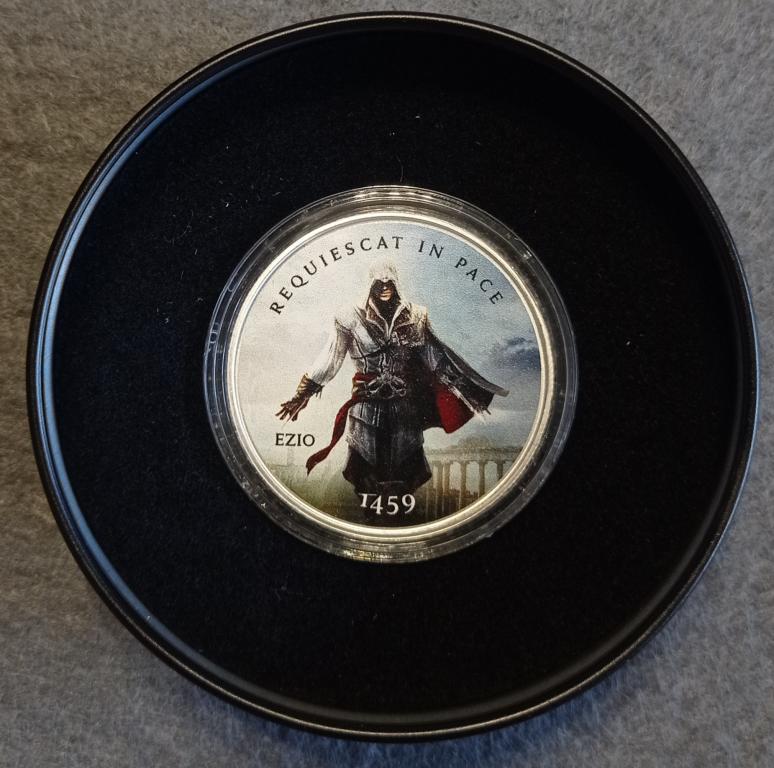 REQUIESCAT IN PACE
EZIO
1459